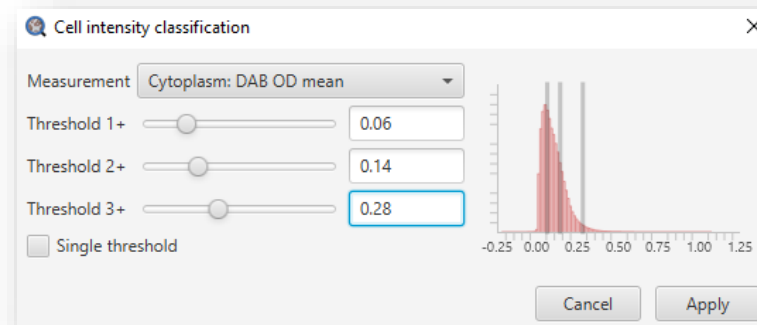 Cell intensity classification
Measurement Cytoplasm: DAB OD mean
Threshold 1+ 0.06
Threshold 2+ 0.14
Threshold 3+ 0.28
Single threshold
-0.25 0.00 0.25 0.50 0.75 1.00 1.25
Cancel Apply